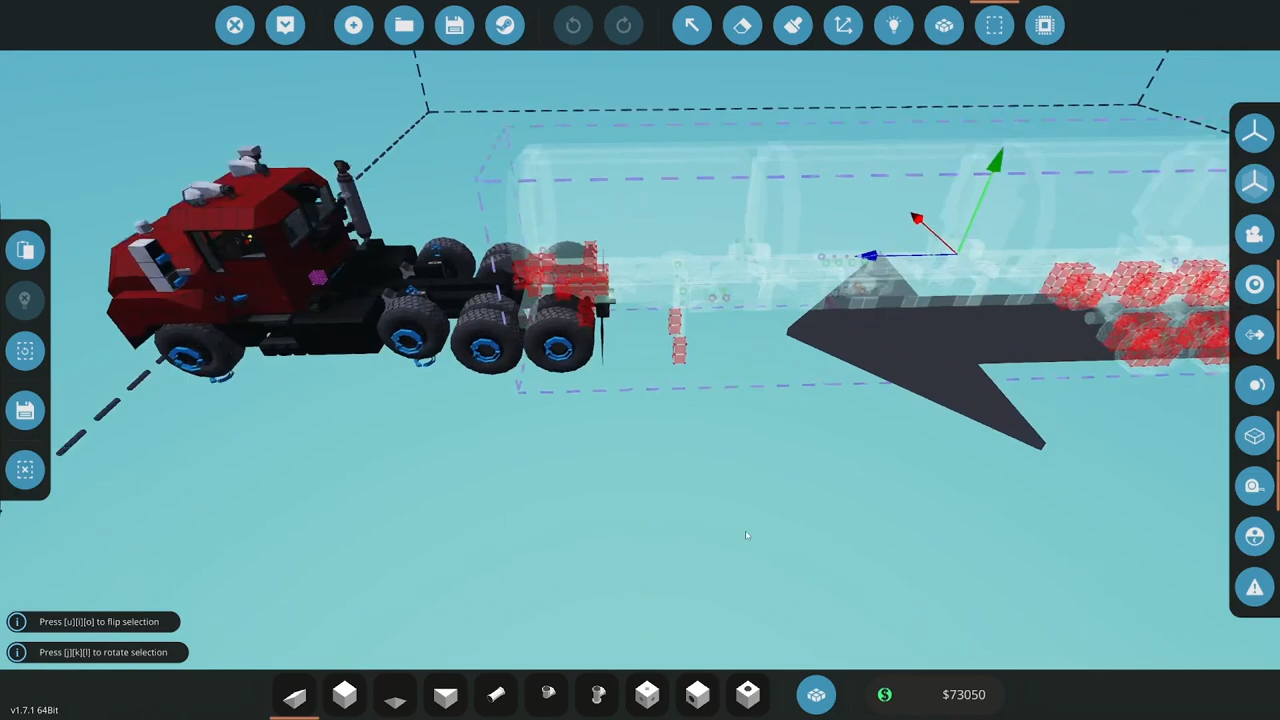 Press [u][i][o] to flip selection
Press [j][k][l] to rotate selection
$73050
v1.7.1 64Bit